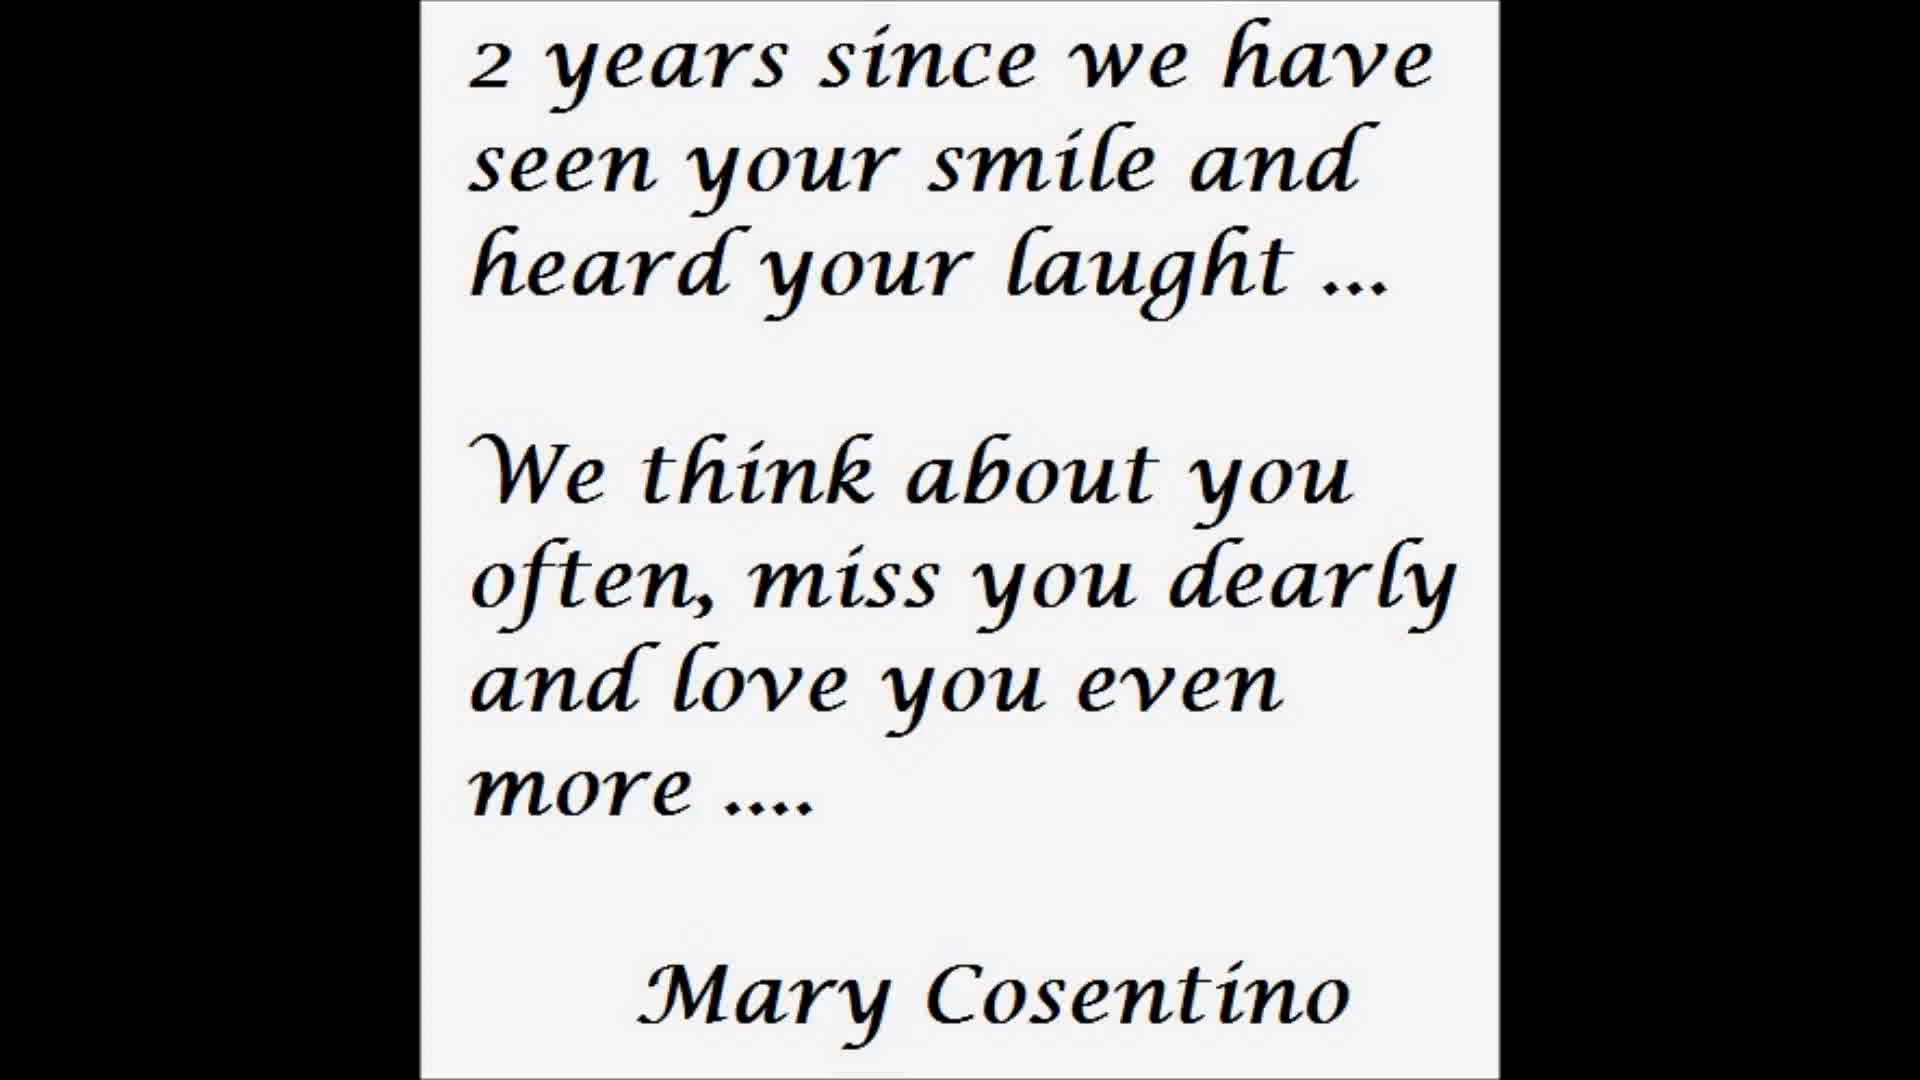 2 years since we have
seen your smile and
heard your laught ...
We think about you
often, miss you dearly
and love you even
more ....
Mary Cosentino